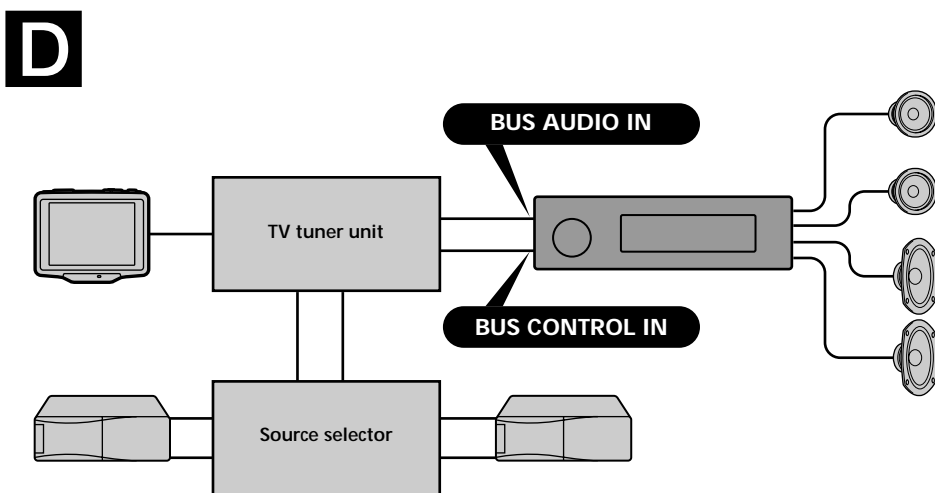 D
BUS AUDIO IN
TV tuner unit
BUS CONTROL IN
Source selector